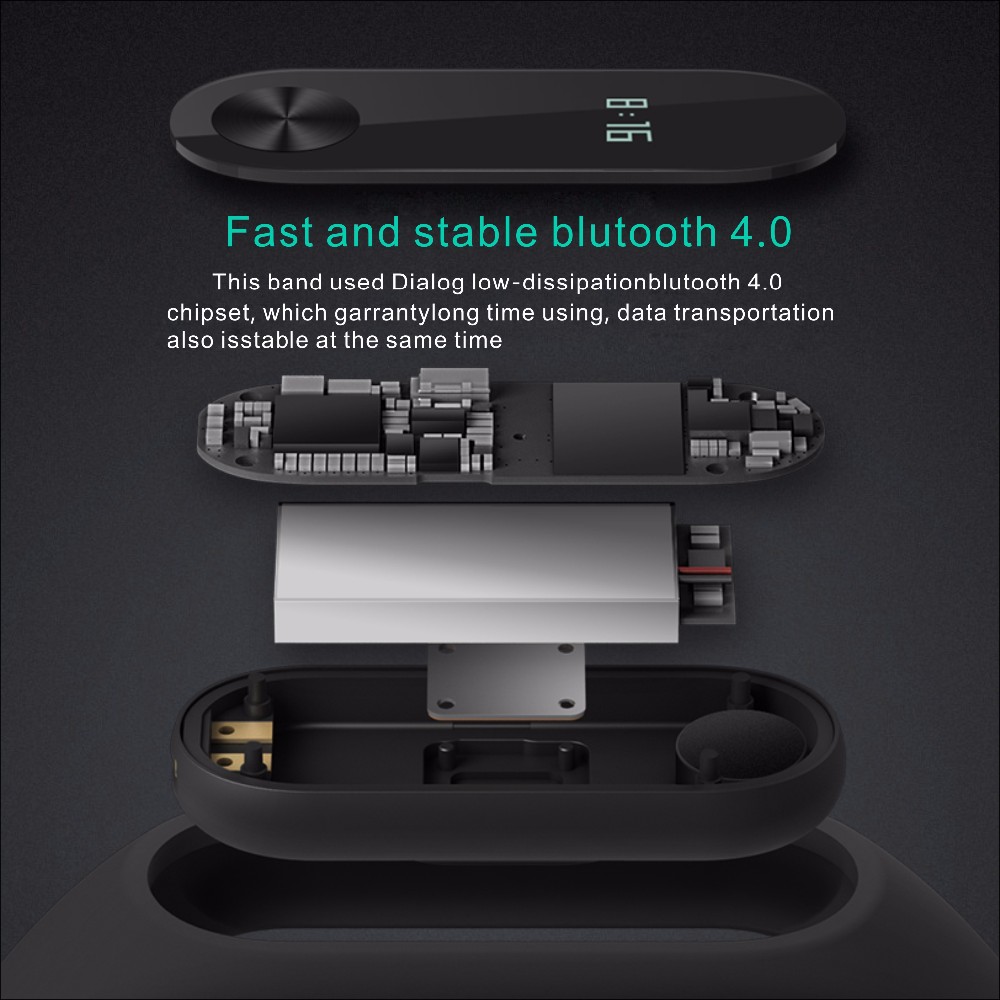 8:16
Fast and stable blutooth 4.0
This band used Dialog low-dissipationblutooth 4.0
chipset, which garrantylong time using, data transportation
also isstable at the same time